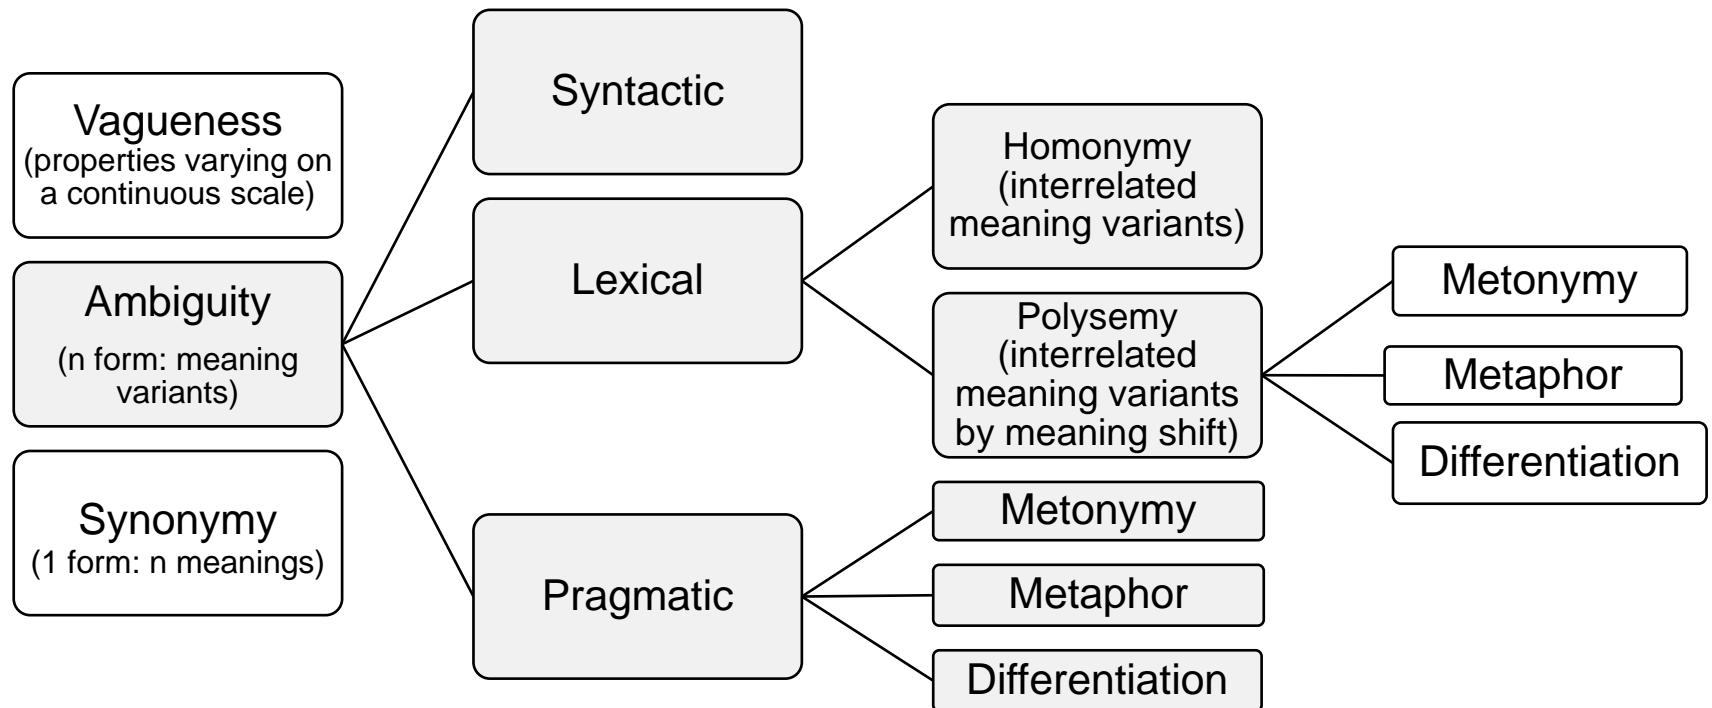 Vagueness
(properties varying on
a continuous scale)
Ambiguity
(n form: meaning
variants)
Synonymy
(1 form: n meanings)
Syntactic
Lexical
Pragmatic
Homonymy
(interrelated
meaning variants)
Polysemy
(interrelated
meaning variants
by meaning shift)
Metonymy
Metaphor
Differentiation
Metonymy
Metaphor
Differentiation